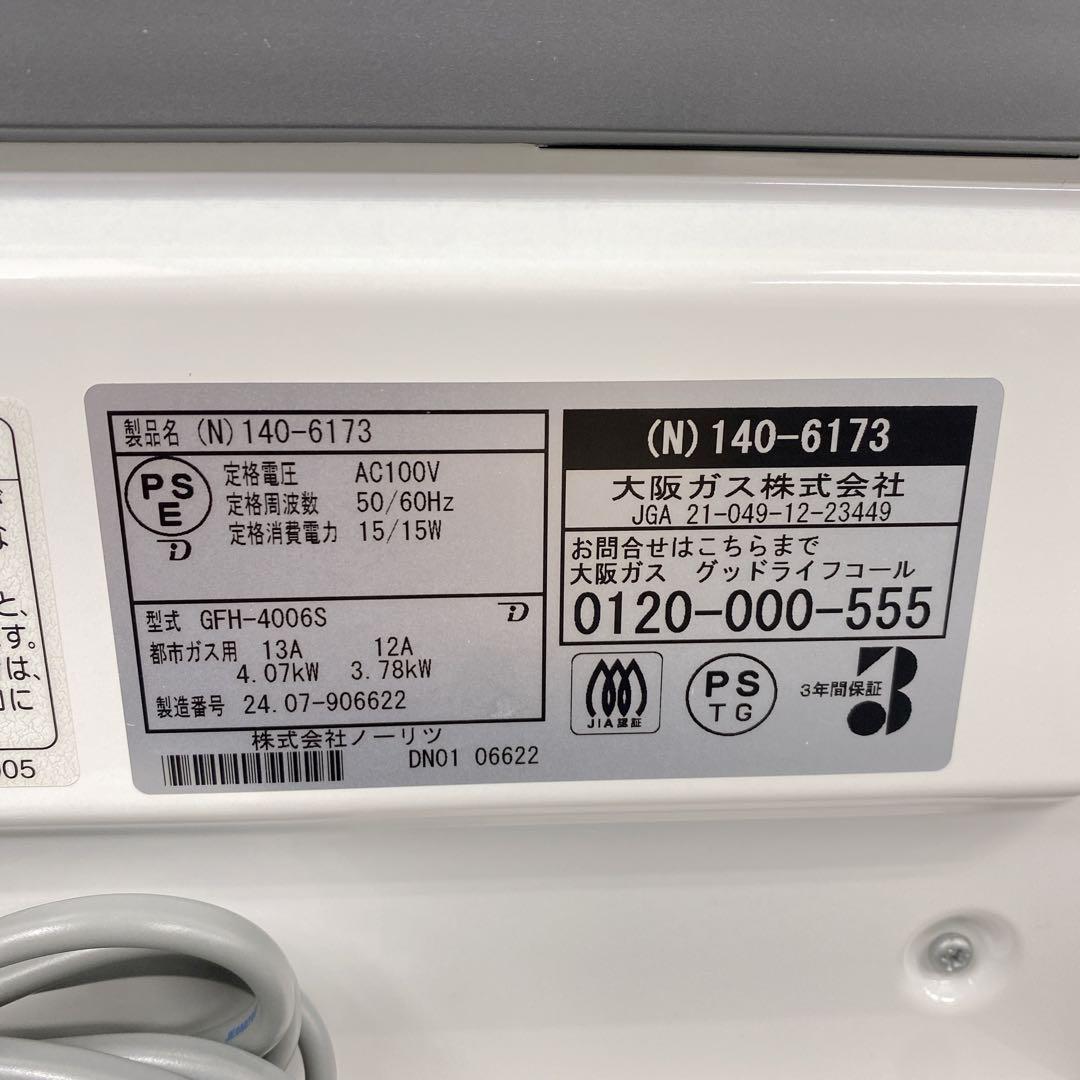 製品名 (N) 140-6173
PS
E
定格電圧 AC100V
定格周波数 50/60Hz
定格消費電力 15/15W
型式 GFH-4006S
都市ガス用 13A 12A
4.07kW 3.78kW
製造番号 24.07-906622
株式会社ノーリツ
DN01 06622
(N) 140-6173
大阪ガス株式会社
JGA 21-049-12-23449
お問合せはこちらまで
大阪ガス グッドライフコール
0120-000-555
JIA認証
PS
TG
3年間保証
が
な
と、
す。
は、
に
005